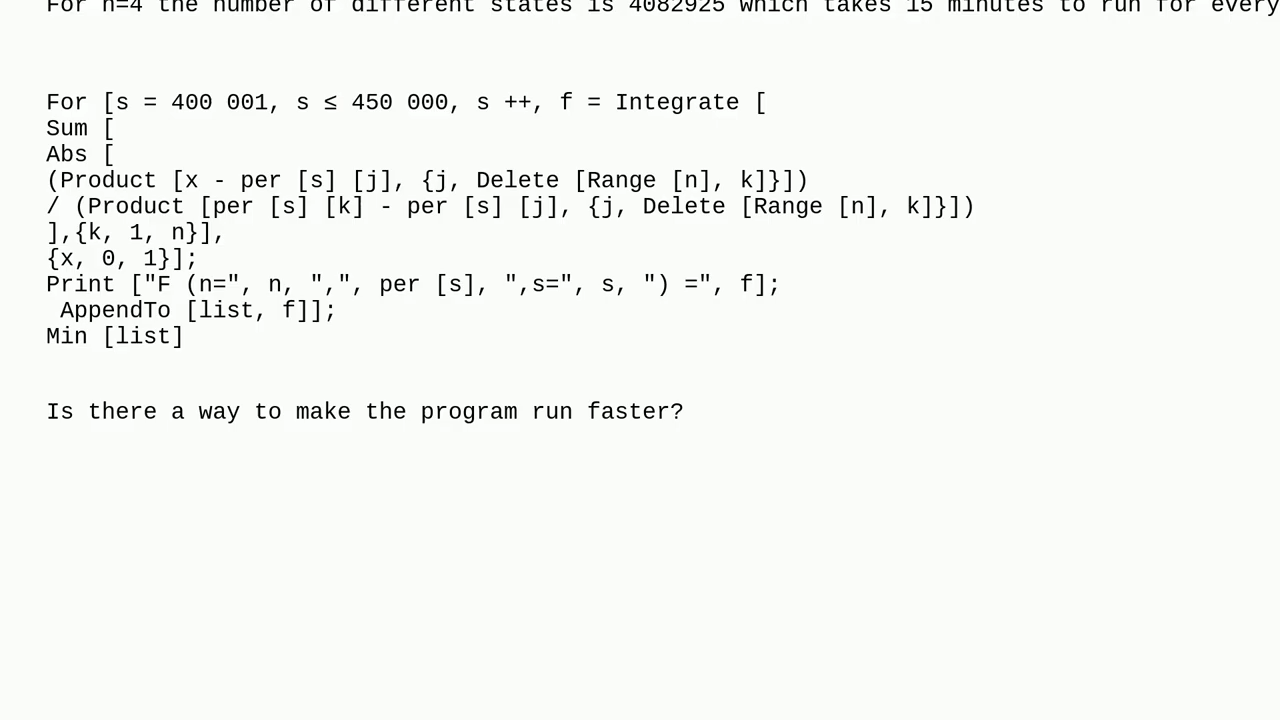 For n=4 the number of different states is 4082925 which takes 15 minutes to run for every
For [s = 400 001, s ≤ 450 000, s ++, f = Integrate [
Sum [
Abs [
(Product [x - per [s] [j], {j, Delete [Range [n], k]}])
/ (Product [per [s] [k] - per [s] [j], {j, Delete [Range [n], k]}])
],{k, 1, n}],
{x, 0, 1}];
Print ["F (n=", n, ",", per [s], ",s=", s, ") =", f];
AppendTo [list, f]];
Min [list]
Is there a way to make the program run faster?